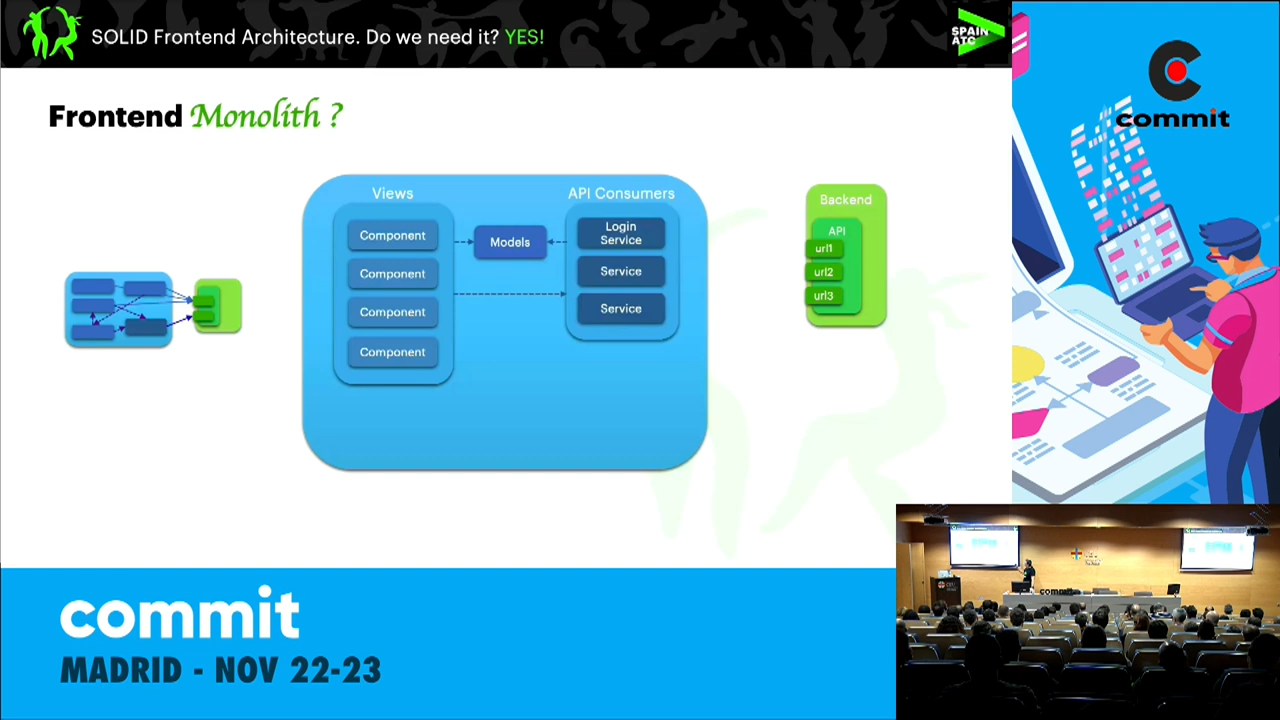 SOLID Frontend Architecture. Do we need it? YES!
SPAIN
ATC
commit
Frontend Monolith ?
Views
API Consumers
Component
Component
Component
Component
Models
Login
Service
Service
Service
Backend
API
url1
url2
url3
commit
MADRID - NOV 22-23
commit